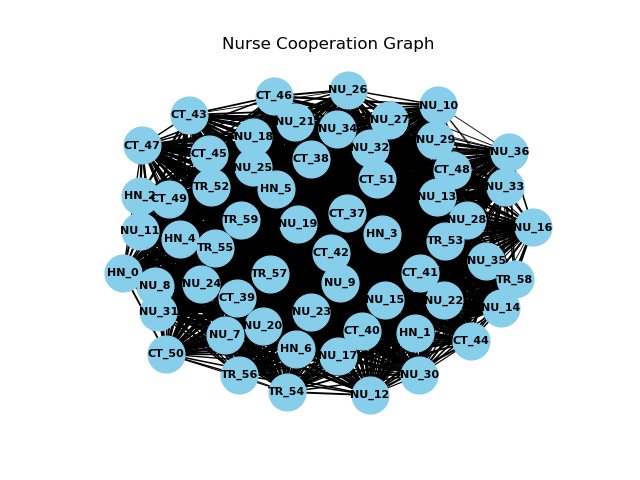 Nurse Cooperation Graph
NU_26
CT_46
NU_10
CT_43
NU_27
NU_21
NU_34
NU_18
NU_29
CT_47
NU_32
NU_36
CT_45
CT_38
NU_25
CT_48
CT_51
TR_52
NU_33
HN_5
HN_2
NU_13
CT_49
CT_37
TR_59
NU_28
NU_19
NU_16
NU_11
HN_3
HN_4
TR_53
TR_55
CT_42
NU_35
HN_0
TR_57
CT_41
TR_58
NU_9
NU_24
NU_8
CT_39
NU_15
NU_22
NU_14
NU_31
NU_23
NU_20
CT_40
HN_1
NU_7
CT_44
HN_6
CT_50
NU_17
TR_56
NU_30
TR_54
NU_12